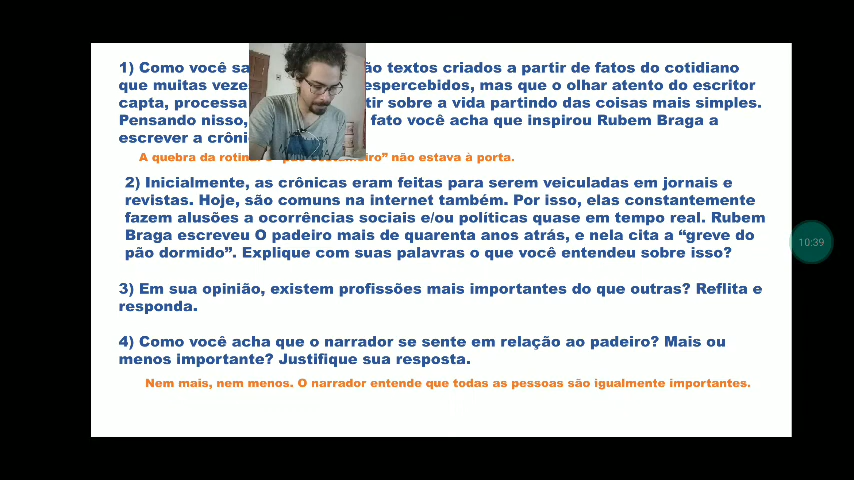 1) Como você sa ão textos criados a partir de fatos do cotidiano
que muitas veze espercebidos, mas que o olhar atento do escritor
capta, processa tir sobre a vida partindo das coisas mais simples.
Pensando nisso, fato você acha que inspirou Rubem Braga a
escrever a crôni
A quebra da rotina não estava à porta.
2) Inicialmente, as crônicas eram feitas para serem veiculadas em jornais e
revistas. Hoje, são comuns na internet também. Por isso, elas constantemente
fazem alusões a ocorrências sociais e/ou políticas quase em tempo real. Rubem
Braga escreveu O padeiro mais de quarenta anos atrás, e nela cita a “greve do
pão dormido”. Explique com suas palavras o que você entendeu sobre isso?
10:39
3) Em sua opinião, existem profissões mais importantes do que outras? Reflita e
responda.
4) Como você acha que o narrador se sente em relação ao padeiro? Mais ou
menos importante? Justifique sua resposta.
Nem mais, nem menos. O narrador entende que todas as pessoas são igualmente importantes.